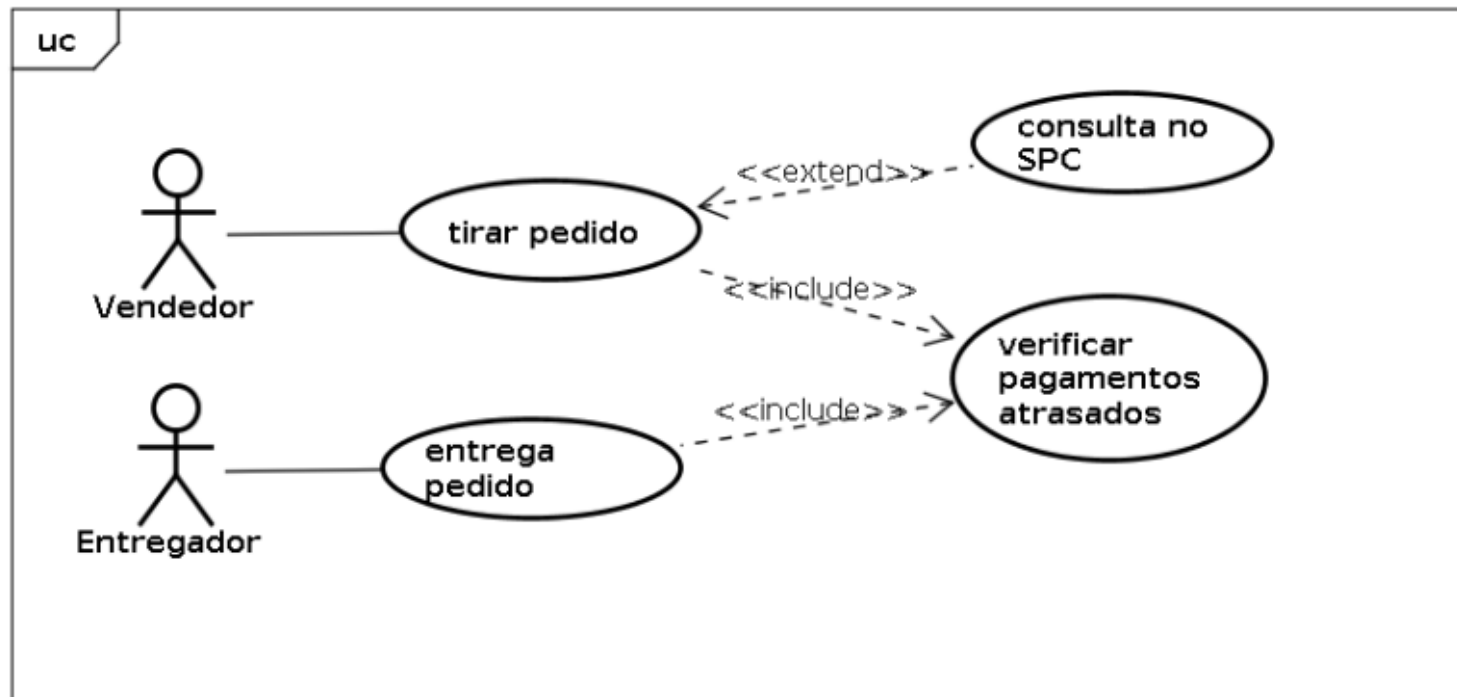 uc
consulta no
SPC
<<extend>>
tirar pedido
Vendedor
<<include>>
verificar
pagamentos
atrasados
<<include>>
entrega
pedido
Entregador